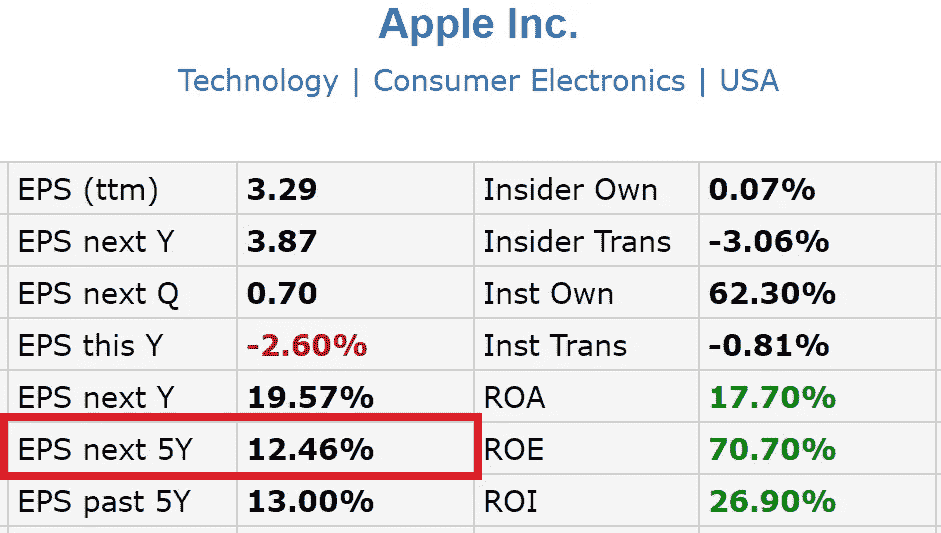 Apple Inc.
Technology | Consumer Electronics | USA
EPS (ttm) 3.29 Insider Own 0.07%
EPS next Y 3.87 Insider Trans -3.06%
EPS next Q 0.70 Inst Own 62.30%
EPS this Y -2.60% Inst Trans -0.81%
EPS next Y 19.57% ROA 17.70%
EPS next 5Y 12.46% ROE 70.70%
EPS past 5Y 13.00% ROI 26.90%